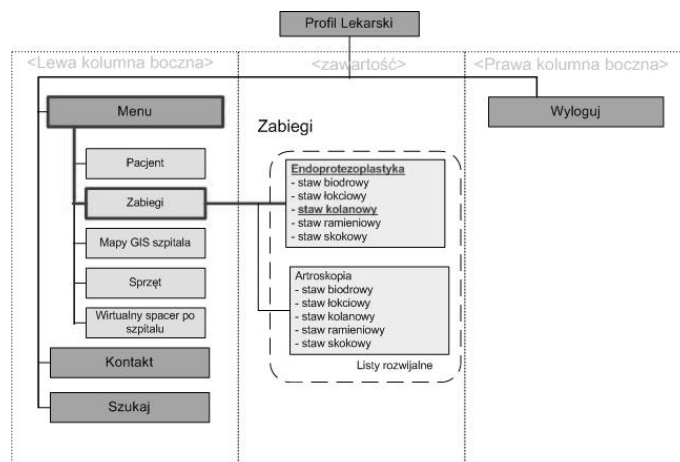 Profil Lekarski
<Lewa kolumna boczna>
<zawartość>
<Prawa kolumna boczna>
Menu
Wyloguj
Zabiegi
Pacjent
Zabiegi
Mapy GIS szpitala
Sprzęt
Wirtualny spacer po
szpitalu
Kontakt
Szukaj
Endoprotezoplastyka
- staw biodrowy
- staw łokciowy
- staw kolanowy
- staw ramieniowy
- staw skokowy
Artroskopia
- staw biodrowy
- staw łokciowy
- staw kolanowy
- staw ramieniowy
- staw skokowy
Listy rozwijalne